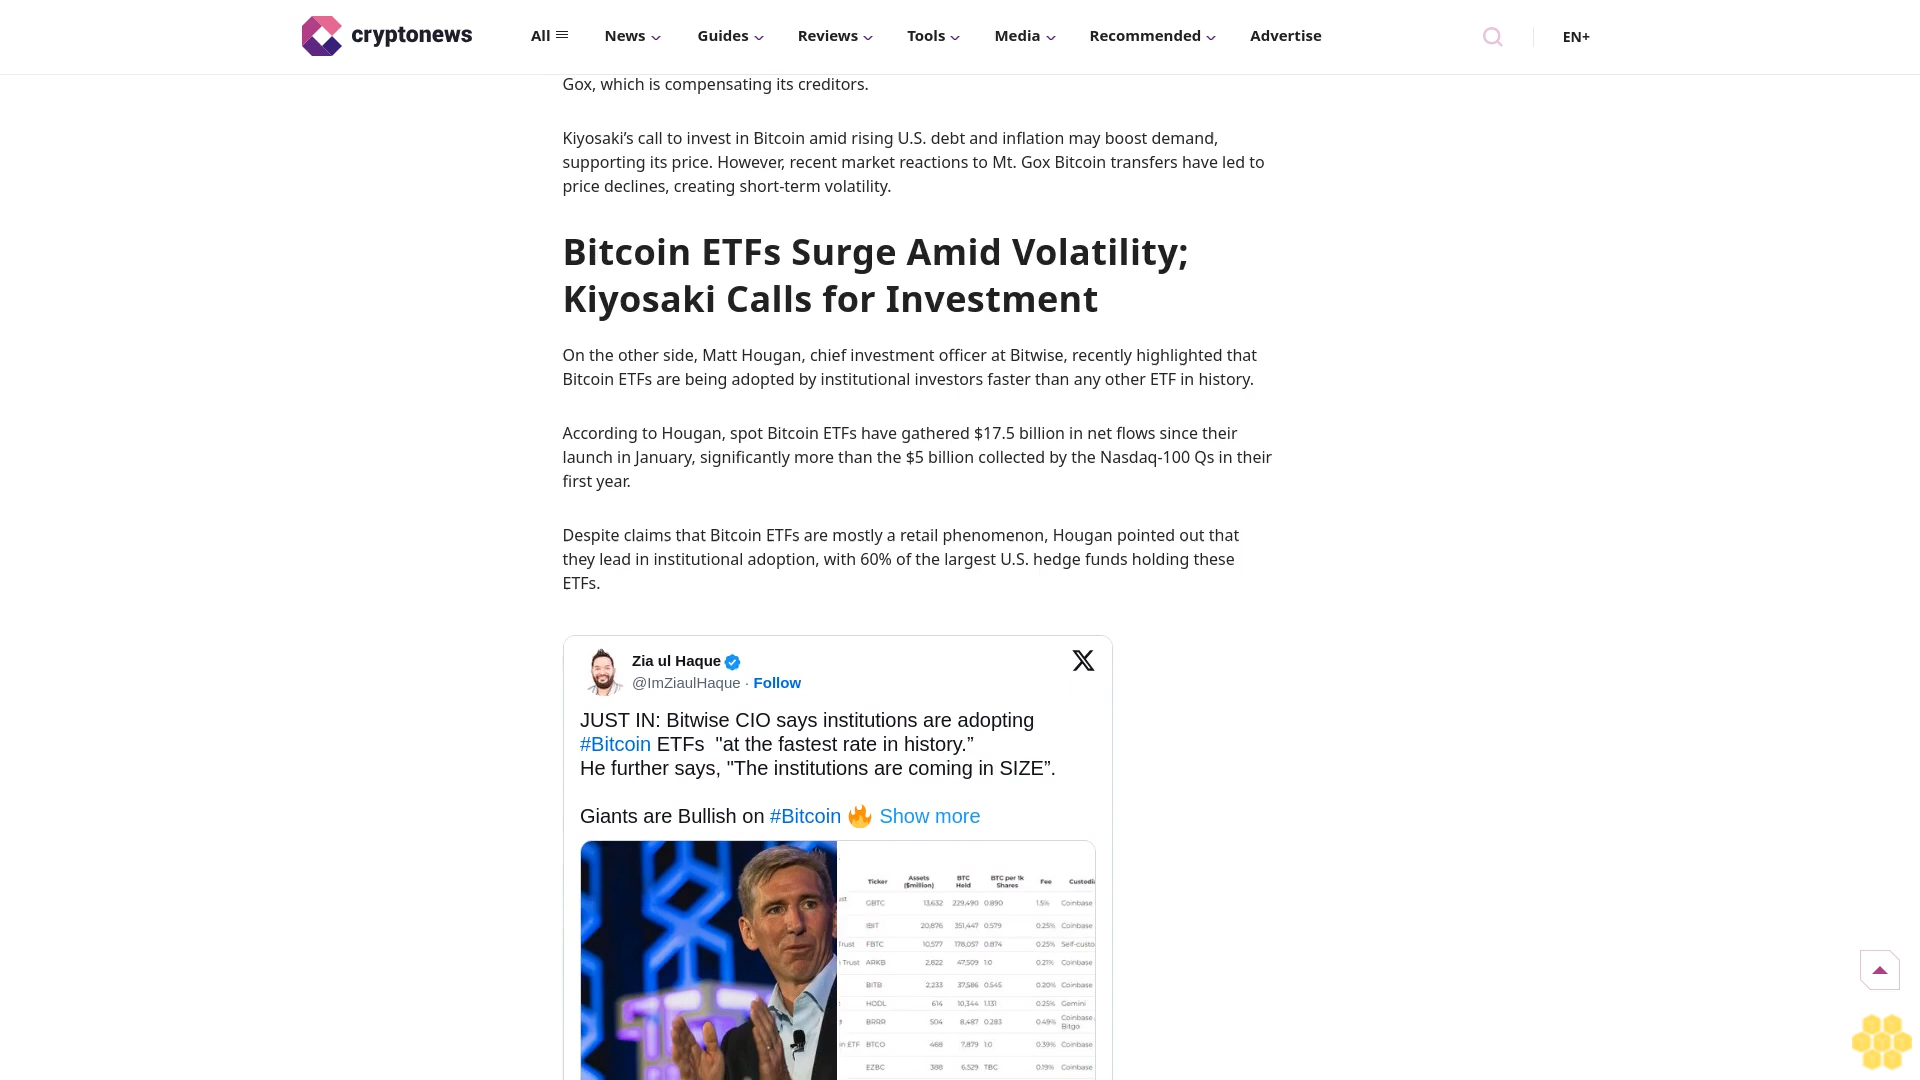 cryptonews
All
News
Guides
Reviews
Tools
Media
Recommended
Advertise
EN+
Gox, which is compensating its creditors.
Kiyosaki’s call to invest in Bitcoin amid rising U.S. debt and inflation may boost demand,
supporting its price. However, recent market reactions to Mt. Gox Bitcoin transfers have led to
price declines, creating short-term volatility.
Bitcoin ETFs Surge Amid Volatility;
Kiyosaki Calls for Investment
On the other side, Matt Hougan, chief investment officer at Bitwise, recently highlighted that
Bitcoin ETFs are being adopted by institutional investors faster than any other ETF in history.
According to Hougan, spot Bitcoin ETFs have gathered $17.5 billion in net flows since their
launch in January, significantly more than the $5 billion collected by the Nasdaq-100 Qs in their
first year.
Despite claims that Bitcoin ETFs are mostly a retail phenomenon, Hougan pointed out that
they lead in institutional adoption, with 60% of the largest U.S. hedge funds holding these
ETFs.
Zia ul Haque
@ImZiaulHaque · Follow
JUST IN: Bitwise CIO says institutions are adopting
#Bitcoin ETFs "at the fastest rate in history.”
He further says, "The institutions are coming in SIZE”.
Giants are Bullish on #Bitcoin 🔥 Show more
Ticker Assets ($million) BTC Held BTC per 1k Shares Fee Custodi
GBTC 13,632 229,490 0.890 1.5% Coinbase
IBIT 20,876 351,447 0.579 0.25% Coinbase
Trust FBTC 10,577 178,057 0.874 0.25% Self-custo
Trust ARKB 2,822 47,509 1.0 0.21% Coinbase
BITB 2,233 37,586 0.545 0.20% Coinbase
HODL 614 10,344 1.131 0.25% Gemini
BRRR 504 8,487 0.283 0.49% Coinbase Bitgo
in ETF BTCO 468 7,879 1.0 0.39% Coinbase
EZBC 388 6,529 TBC 0.19% Coinbase